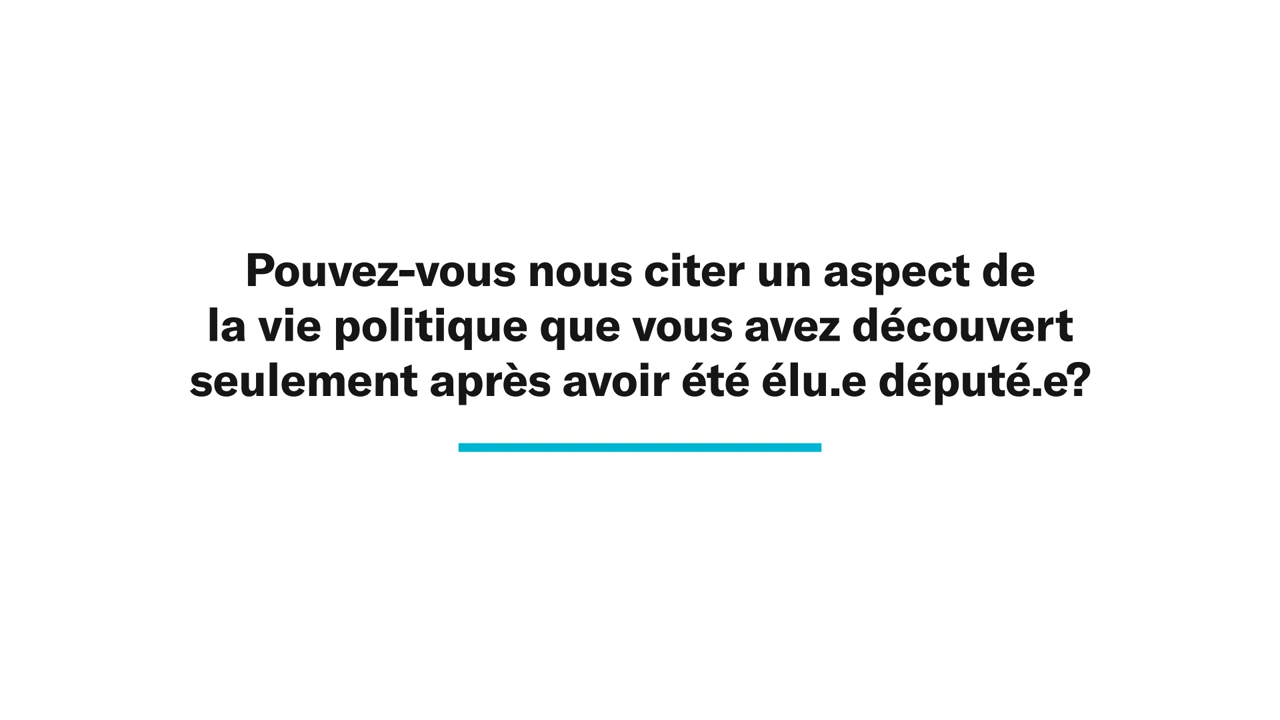 Pouvez-vous nous citer un aspect de
la vie politique que vous avez découvert
seulement après avoir été élu.e député.e?